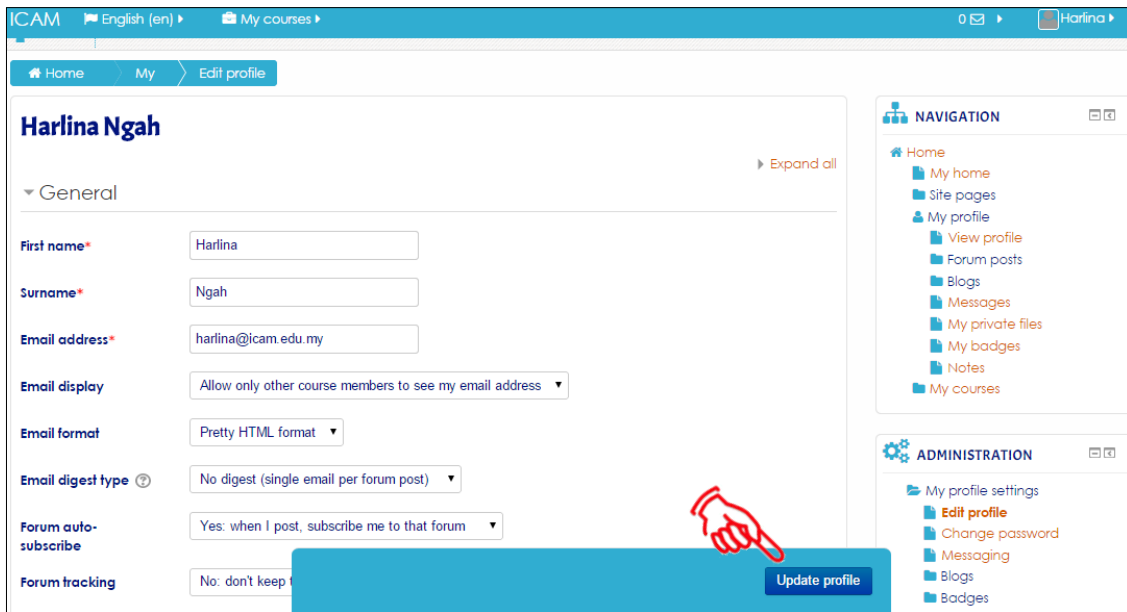 ICAM English (en) My courses 0 Harlina
Home My Edit profile
Harlina Ngah
Expand all
General
First name* Harlina
Surname* Ngah
Email address* harlina@icam.edu.my
Email display Allow only other course members to see my email address
Email format Pretty HTML format
Email digest type ? No digest (single email per forum post)
Forum auto-
subscribe Yes: when I post, subscribe me to that forum
Forum tracking No: don't keep
Update profile
NAVIGATION
Home
My home
Site pages
My profile
View profile
Forum posts
Blogs
Messages
My private files
My badges
Notes
My courses
ADMINISTRATION
My profile settings
Edit profile
Change password
Messaging
Blogs
Badges